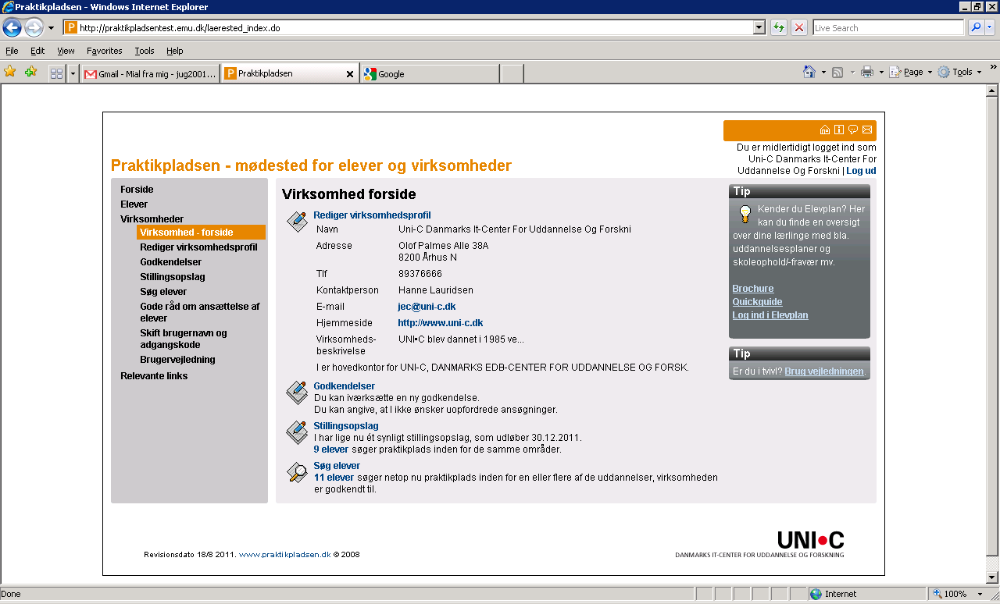 Praktikpladsen - Windows Internet Explorer
http://praktikpladsentest.emu.dk/laerested_index.do
Live Search
File Edit View Favorites Tools Help
Gmail - Mial fra mig - jug2001...
Praktikpladsen
Google
Page
Tools
Du er midlertidigt logget ind som
Uni-C Danmarks It-Center For
Uddannelse Og Forskni | Log ud
Praktikpladsen - mødested for elever og virksomheder
Forside
Elever
Virksomheder
Virksomhed - forside
Rediger virksomhedsprofil
Godkendelser
Stillingsopslag
Søg elever
Gode råd om ansættelse af
elever
Skift brugernavn og
adgangskode
Brugervejledning
Relevante links
Virksomhed forside
Rediger virksomhedsprofil
Navn Uni-C Danmarks It-Center For Uddannelse Og Forskni
Adresse Olof Palmes Alle 38A
8200 Århus N
Tlf 89376666
Kontaktperson Hanne Lauridsen
E-mail jec@uni-c.dk
Hjemmeside http://www.uni-c.dk
Virksomheds- UNI•C blev dannet i 1985 ve...
beskrivelse
I er hovedkontor for UNI-C, DANMARKS EDB-CENTER FOR UDDANNELSE OG FORSK.
Godkendelser
Du kan iværksætte en ny godkendelse.
Du kan angive, at I ikke ønsker uopfordrede ansøgninger.
Stillingsopslag
I har lige nu ét synligt stillingsopslag, som udløber 30.12.2011.
9 elever søger praktikplads inden for de samme områder.
Søg elever
11 elever søger netop nu praktikplads inden for en eller flere af de uddannelser, virksomheden
er godkendt til.
Tip
Kender du Elevplan? Her
kan du finde en oversigt
over dine lærlinge med bla.
uddannelsesplaner og
skoleophold/-fravær mv.
Brochure
Quickguide
Log ind i Elevplan
Tip
Er du i tvivl? Brug vejledningen.
Revisionsdato 18/8 2011. www.praktikpladsen.dk © 2008
UNI•C
DANMARKS IT-CENTER FOR UDDANNELSE OG FORSKNING
Done
Internet
100%